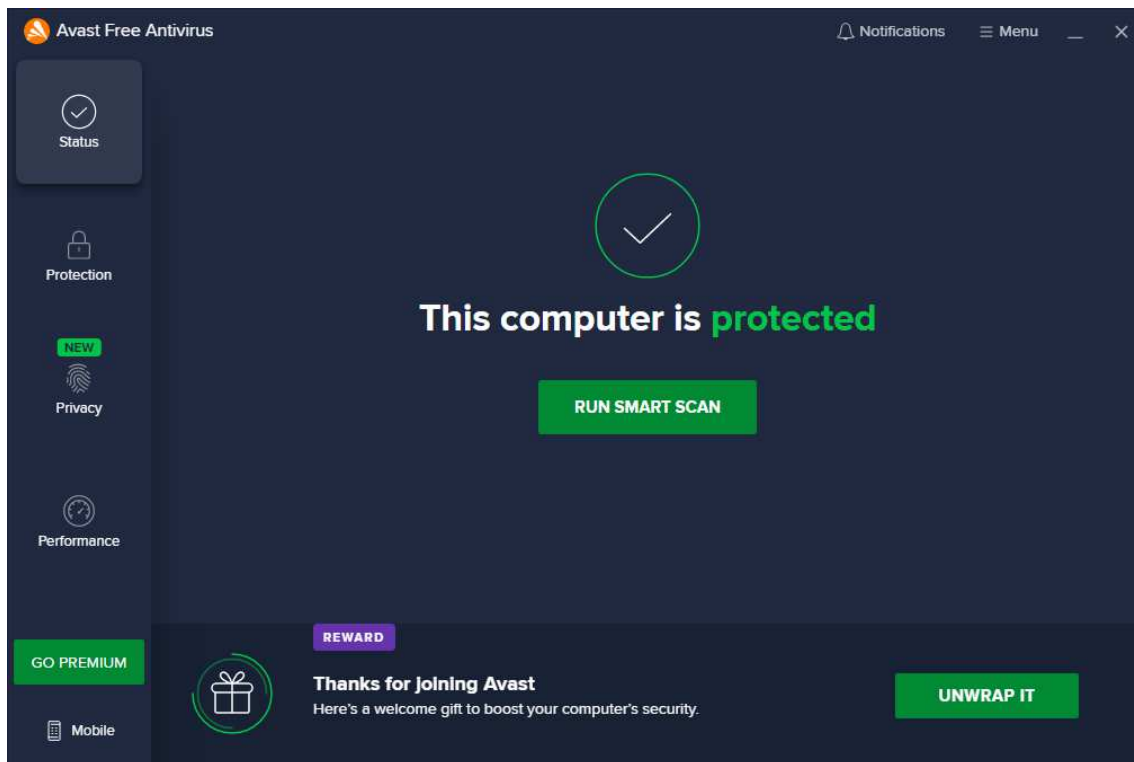 Avast Free Antivirus
Notifications
Menu
Status
Protection
NEW
Privacy
Performance
GO PREMIUM
Mobile
This computer is protected
RUN SMART SCAN
REWARD
Thanks for joining Avast
Here's a welcome gift to boost your computer's security.
UNWRAP IT